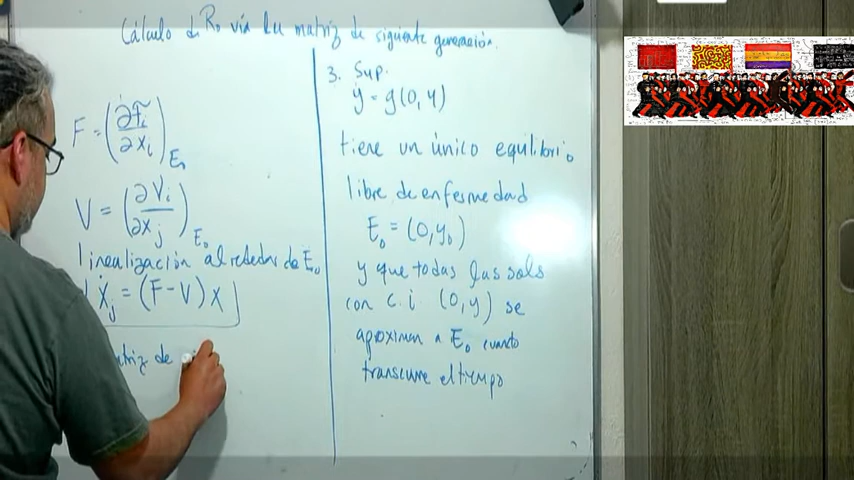 Cálculo de R₀ vía la matriz de siguiente generación.
F = (∂F̃i / ∂xi) E₀
V = (∂Vi / ∂xj) E₀
linealización alrededor de E₀
ẋj = (F-V)x
matriz de
3. Sup.
ẏ = g(0,y)
tiene un único equilibrio
libre de enfermedad
E₀ = (0,y₀)
y que todas las sols
con c.i. (0,y) se
aproximan a E₀ cuando
transcurre el tiempo